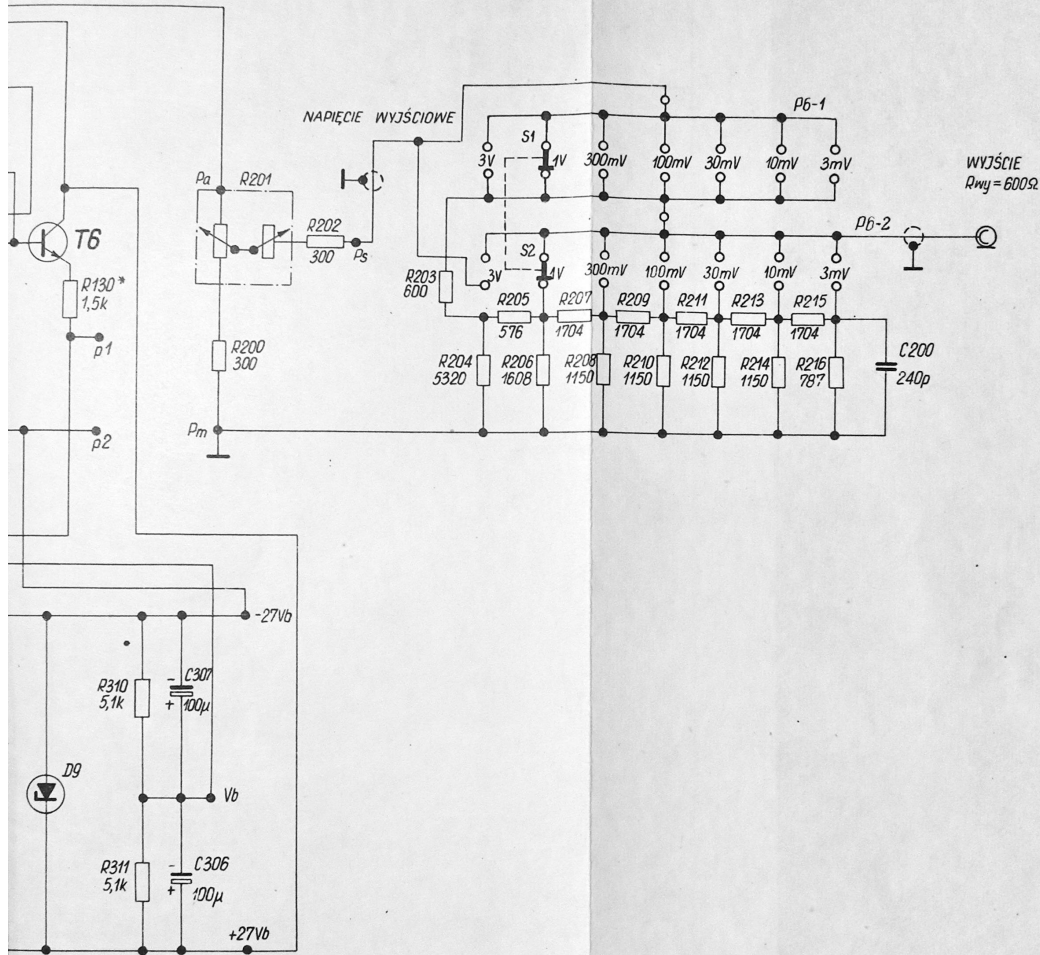 NAPIĘCIE WYJŚCIOWE
P6-1
S1
3V
1V
300mV
100mV
30mV
10mV
3mV
WYJŚCIE
Rwy = 600Ω
Pa
R201
R202
300
Ps
P6-2
T6
S2
3V
1V
300mV
100mV
30mV
10mV
3mV
R203
600
R130*
1,5k
p1
R205
576
R207
1704
R209
1704
R211
1704
R213
1704
R215
1704
R200
300
R204
5320
R206
1608
R208
1150
R210
1150
R212
1150
R214
1150
R216
787
C200
240p
p2
Pm
-27Vb
R310
5,1k
-
C307
+
100µ
D9
Vb
R311
5,1k
-
C306
+
100µ
+27Vb